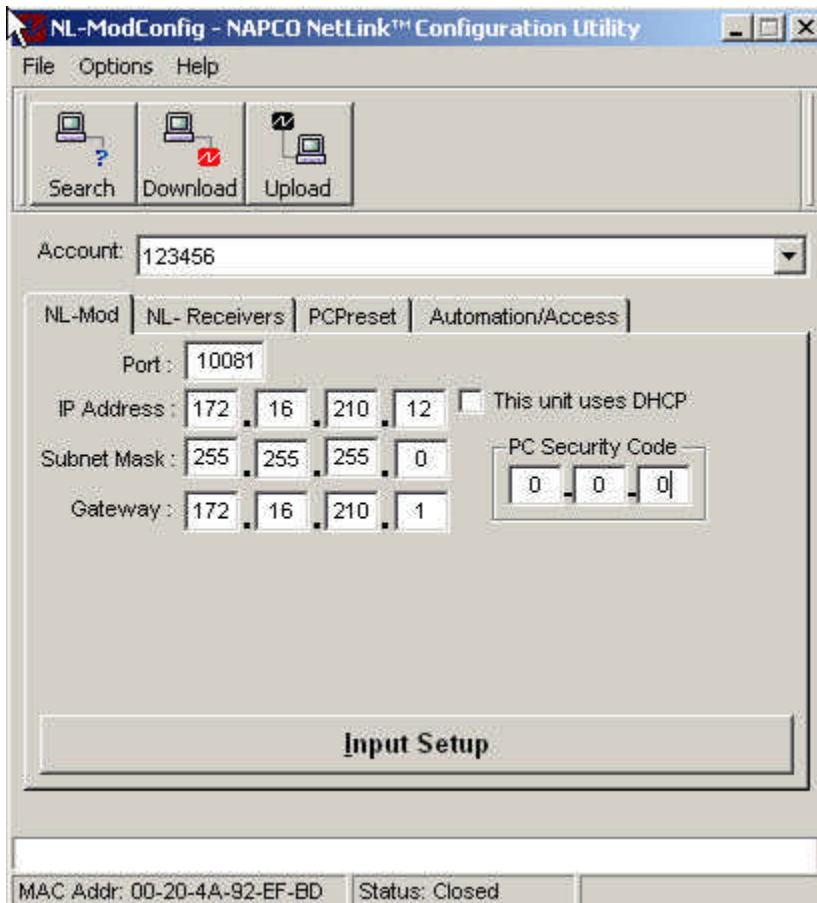 NL-ModConfig - NAPCO NetLink™ Configuration Utility
File Options Help
Search Download Upload
Account: 123456
NL-Mod NL- Receivers PCPreset Automation/Access
Port : 10081
IP Address : 172 . 16 . 210 . 12 This unit uses DHCP
Subnet Mask : 255 . 255 . 255 . 0 PC Security Code
0 - 0 - 0
Gateway : 172 . 16 . 210 . 1
Input Setup
MAC Addr: 00-20-4A-92-EF-BD Status: Closed